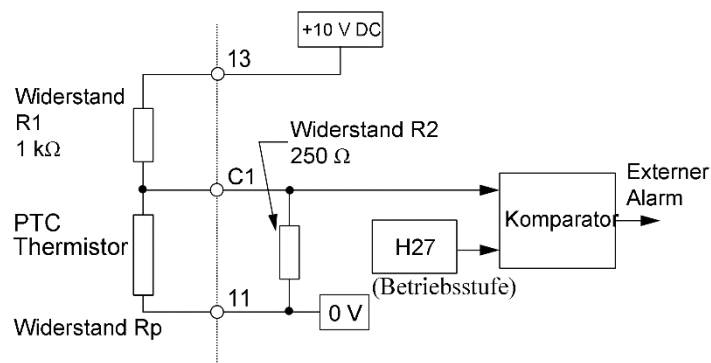 +10 V DC
13
Widerstand
R1
1 kΩ
Widerstand R2
250 Ω
C1
Externer
Alarm
Komparator
PTC
Thermistor
H27
(Betriebsstufe)
11
0 V
Widerstand Rp